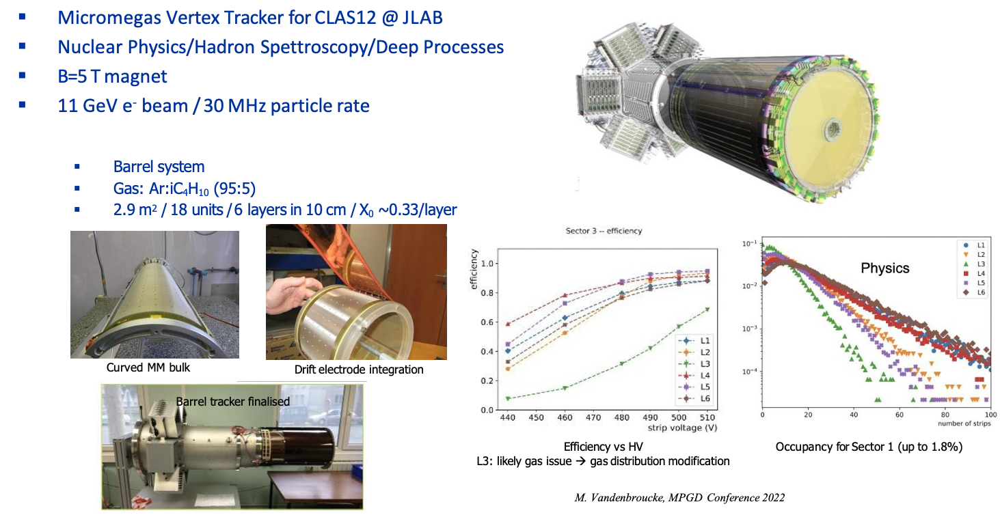 ▪ Micromegas Vertex Tracker for CLAS12 @ JLAB
▪ Nuclear Physics/Hadron Spettroscopy/Deep Processes
▪ B=5 T magnet
▪ 11 GeV e⁻ beam / 30 MHz particle rate
▪ Barrel system
▪ Gas: Ar:iC₄H₁₀ (95:5)
▪ 2.9 m² / 18 units / 6 layers in 10 cm / X₀ ~0.33/layer
Curved MM bulk
Drift electrode integration
Barrel tracker finalised
Sector 3 -- efficiency
efficiency
1.0
0.8
0.6
0.4
0.2
0.0
440 450 460 470 480 490 500 510
strip voltage (V)
L1
L2
L3
L4
L5
L6
Efficiency vs HV
L3: likely gas issue → gas distribution modification
Physics
10⁻¹
10⁻²
10⁻³
10⁻⁴
0 20 40 60 80 100
number of strips
L1
L2
L3
L4
L5
L6
Occupancy for Sector 1 (up to 1.8%)
M. Vandenbroucke, MPGD Conference 2022